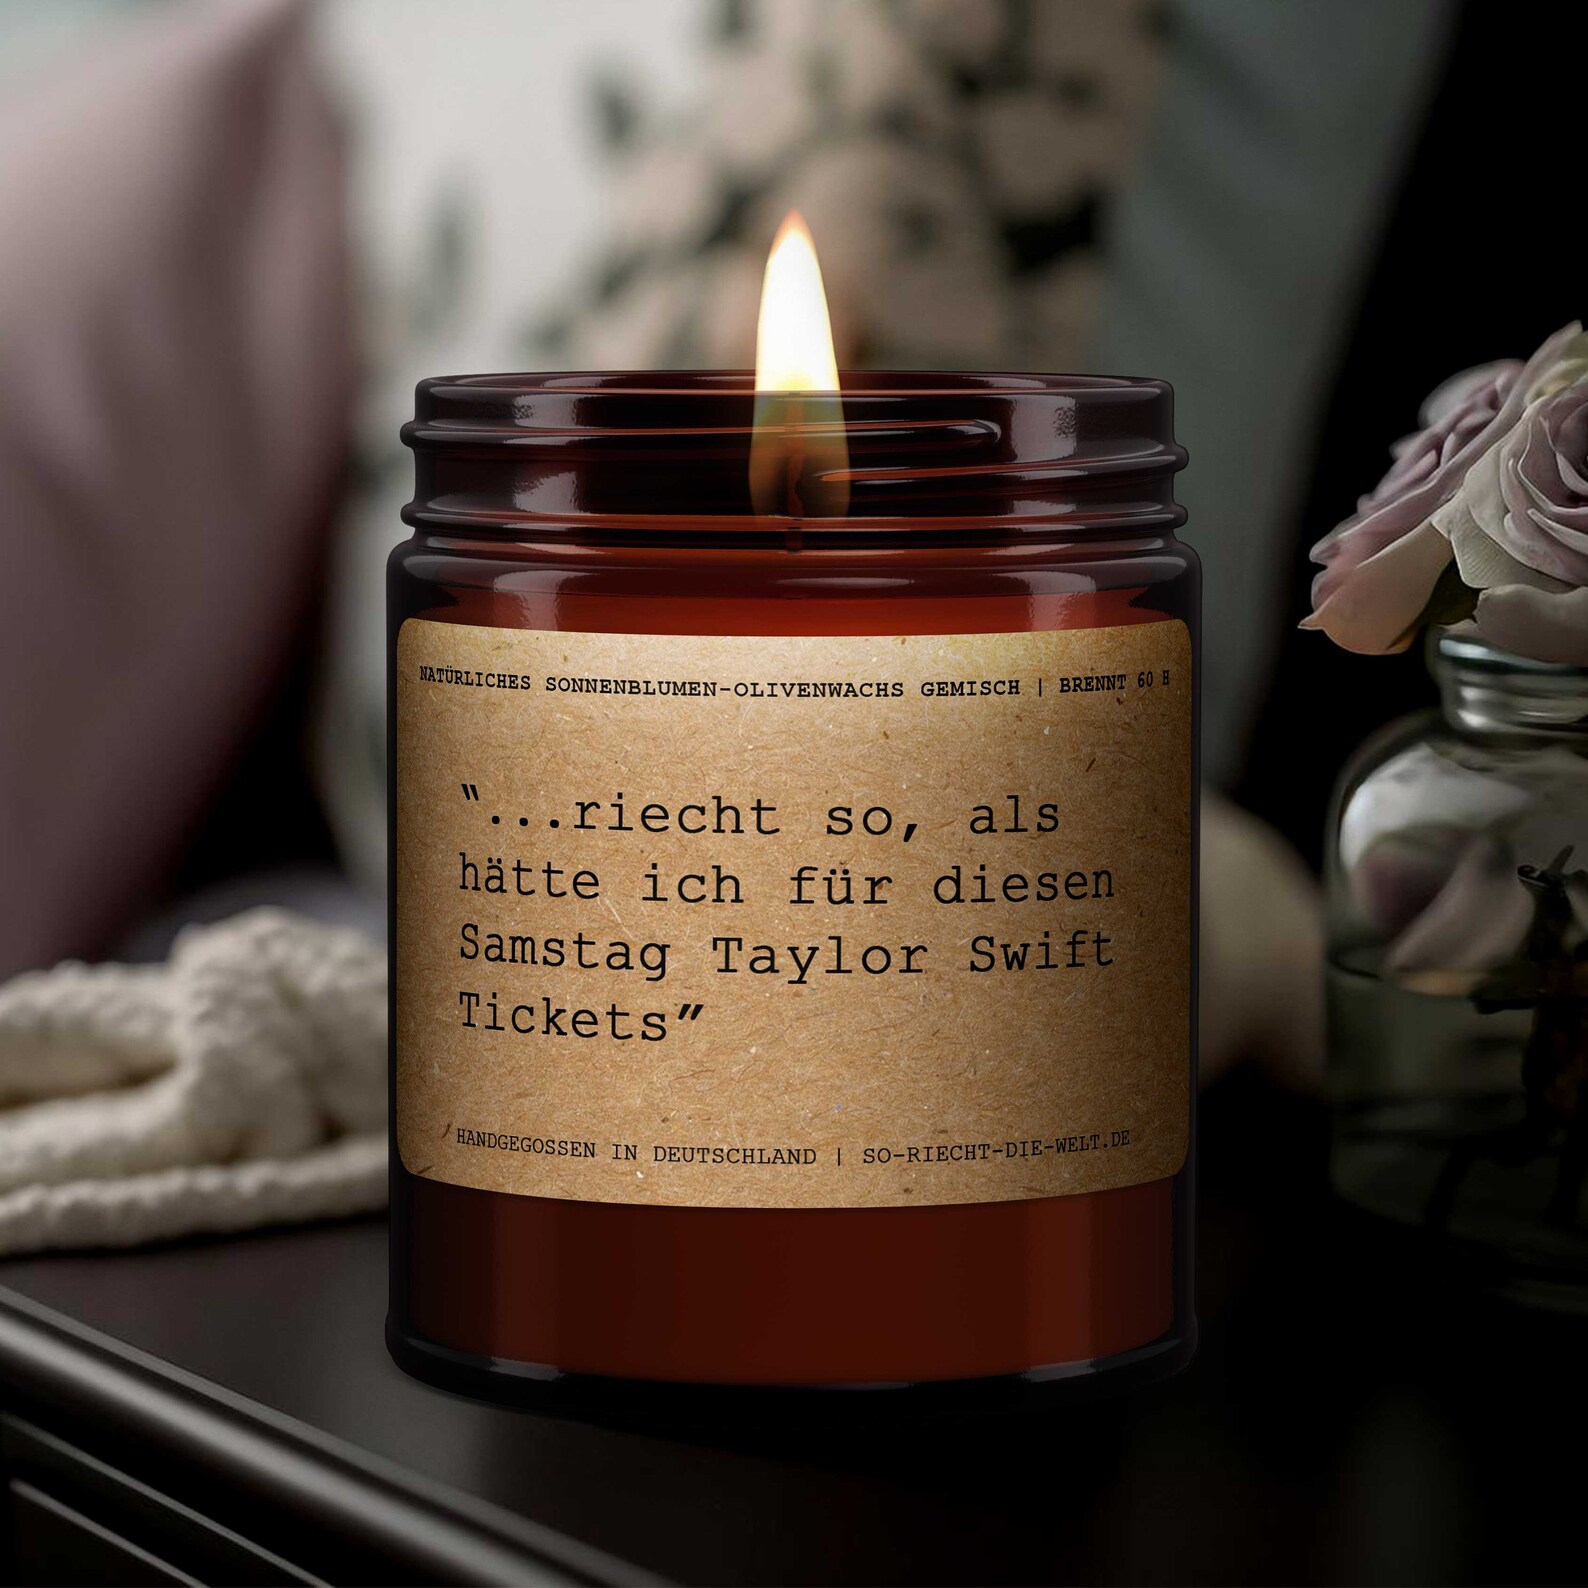 NATÜRLICHES SONNENBLUMEN-OLIVENWACHS GEMISCH | BRENNT 60 H
“...riecht so, als
hätte ich für diesen
Samstag Taylor Swift
Tickets”
HANDGEGOSSEN IN DEUTSCHLAND | SO-RIECHT-DIE-WELT.DE